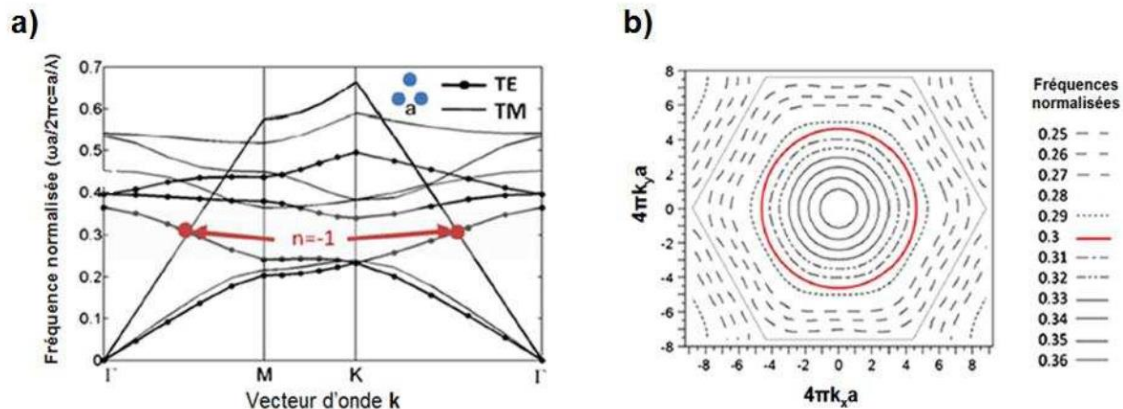 a)
Fréquence normalisée (ωa/2πc=a/λ)
0.7
0.6
0.5
0.4
0.3
0.2
0.1
0
a
TE
TM
n=-1
Γ M K Γ
Vecteur d'onde k
b)
4πkya
8
6
4
2
0
-2
-4
-6
-8
-8 -6 -4 -2 0 2 4 6 8
4πkxa
Fréquences
normalisées
0.25
0.26
0.27
0.28
0.29
0.3
0.31
0.32
0.33
0.34
0.35
0.36